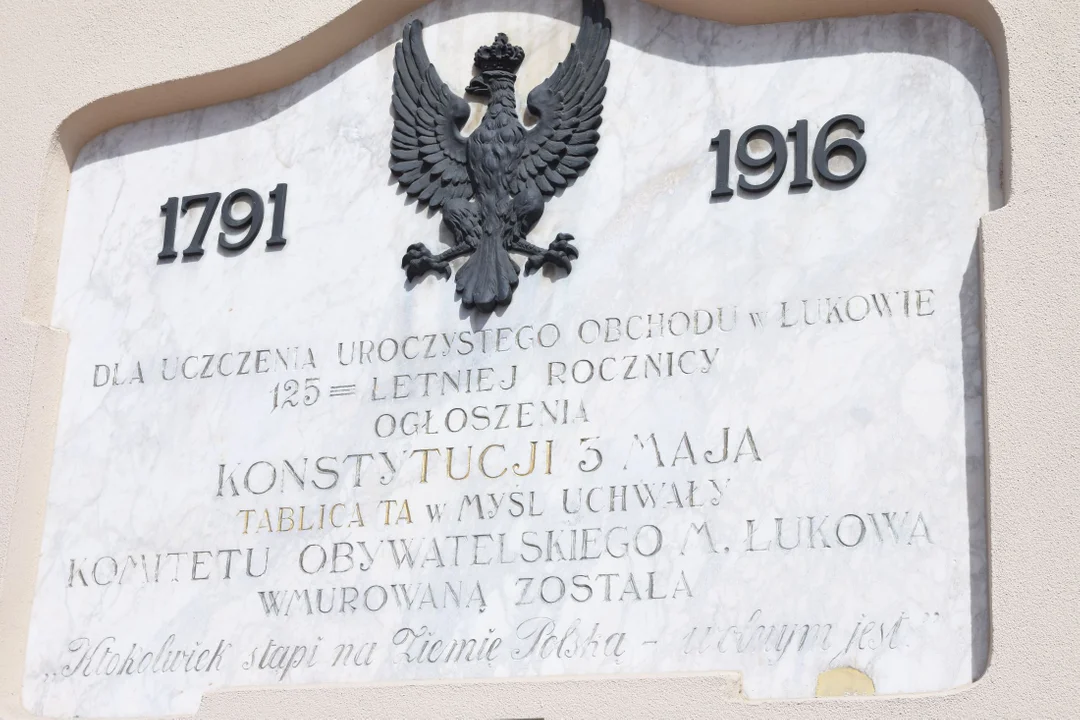 1791 1916
DLA UCZCZENIA UROCZYSTEGO OBCHODU w ŁUKOWIE
125 = LETNIEJ ROCZNICY
OGŁOSZENIA
KONSTYTUCJI 3 MAJA
TABLICA TA w MYŚL UCHWAŁY
KOMITETU OBYWATELSKIEGO M. ŁUKOWA
WMUROWANĄ ZOSTAŁA
„Ktokolwiek stąpi na Ziemię Polską – wolnym jest."